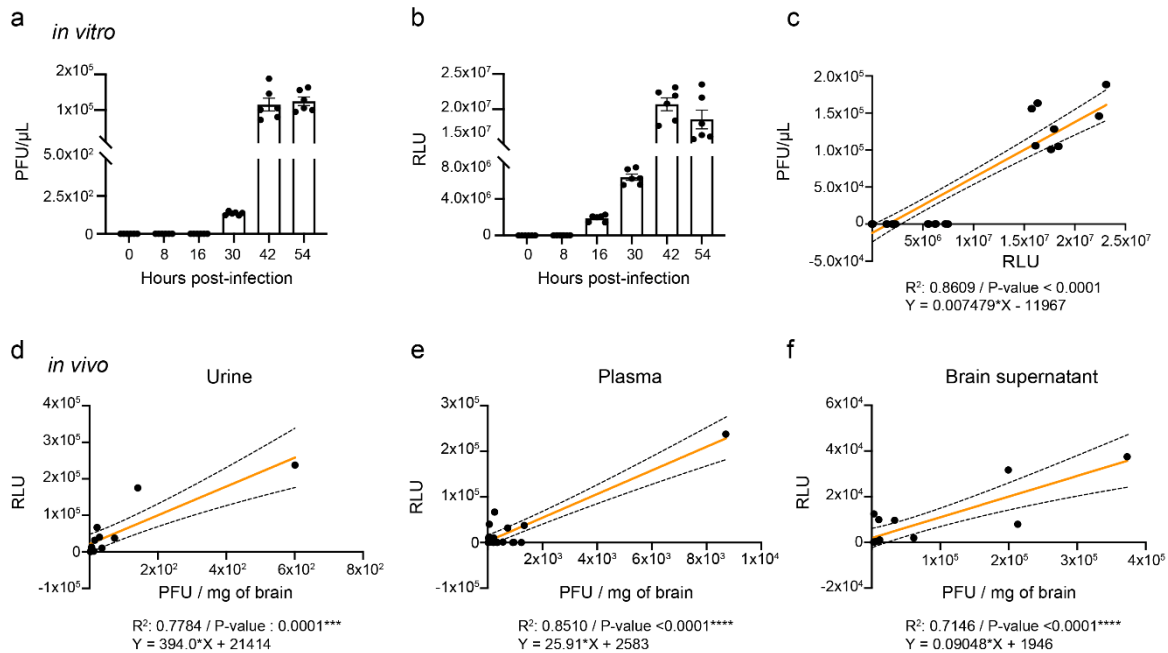 a
in vitro
PFU/μL
2x10⁵
1x10⁵
5.0x10²
2.5x10²
0
0 8 16 30 42 54
Hours post-infection
b
RLU
2.5x10⁷
2.0x10⁷
1.5x10⁷
8.0x10⁶
4.0x10⁶
0
0 8 16 30 42 54
Hours post-infection
c
PFU/μL
2.0x10⁵
1.5x10⁵
1.0x10⁵
5.0x10⁴
0
-5.0x10⁴
5x10⁶ 1x10⁷ 1.5x10⁷ 2x10⁷ 2.5x10⁷
RLU
R²: 0.8609 / P-value < 0.0001
Y = 0.007479*X - 11967
d
in vivo
Urine
RLU
4x10⁵
3x10⁵
2x10⁵
1x10⁵
0
-1x10⁵
2x10² 4x10² 6x10² 8x10²
PFU / mg of brain
R²: 0.7784 / P-value : 0.0001***
Y = 394.0*X + 21414
e
Plasma
RLU
3x10⁵
2x10⁵
1x10⁵
0
-1x10⁵
2x10³ 4x10³ 6x10³ 8x10³ 1x10⁴
PFU / mg of brain
R²: 0.8510 / P-value <0.0001****
Y = 25.91*X + 2583
f
Brain supernatant
RLU
6x10⁴
4x10⁴
2x10⁴
0
-2x10⁴
1x10⁵ 2x10⁵ 3x10⁵ 4x10⁵
PFU / mg of brain
R²: 0.7146 / P-value <0.0001****
Y = 0.09048*X + 1946